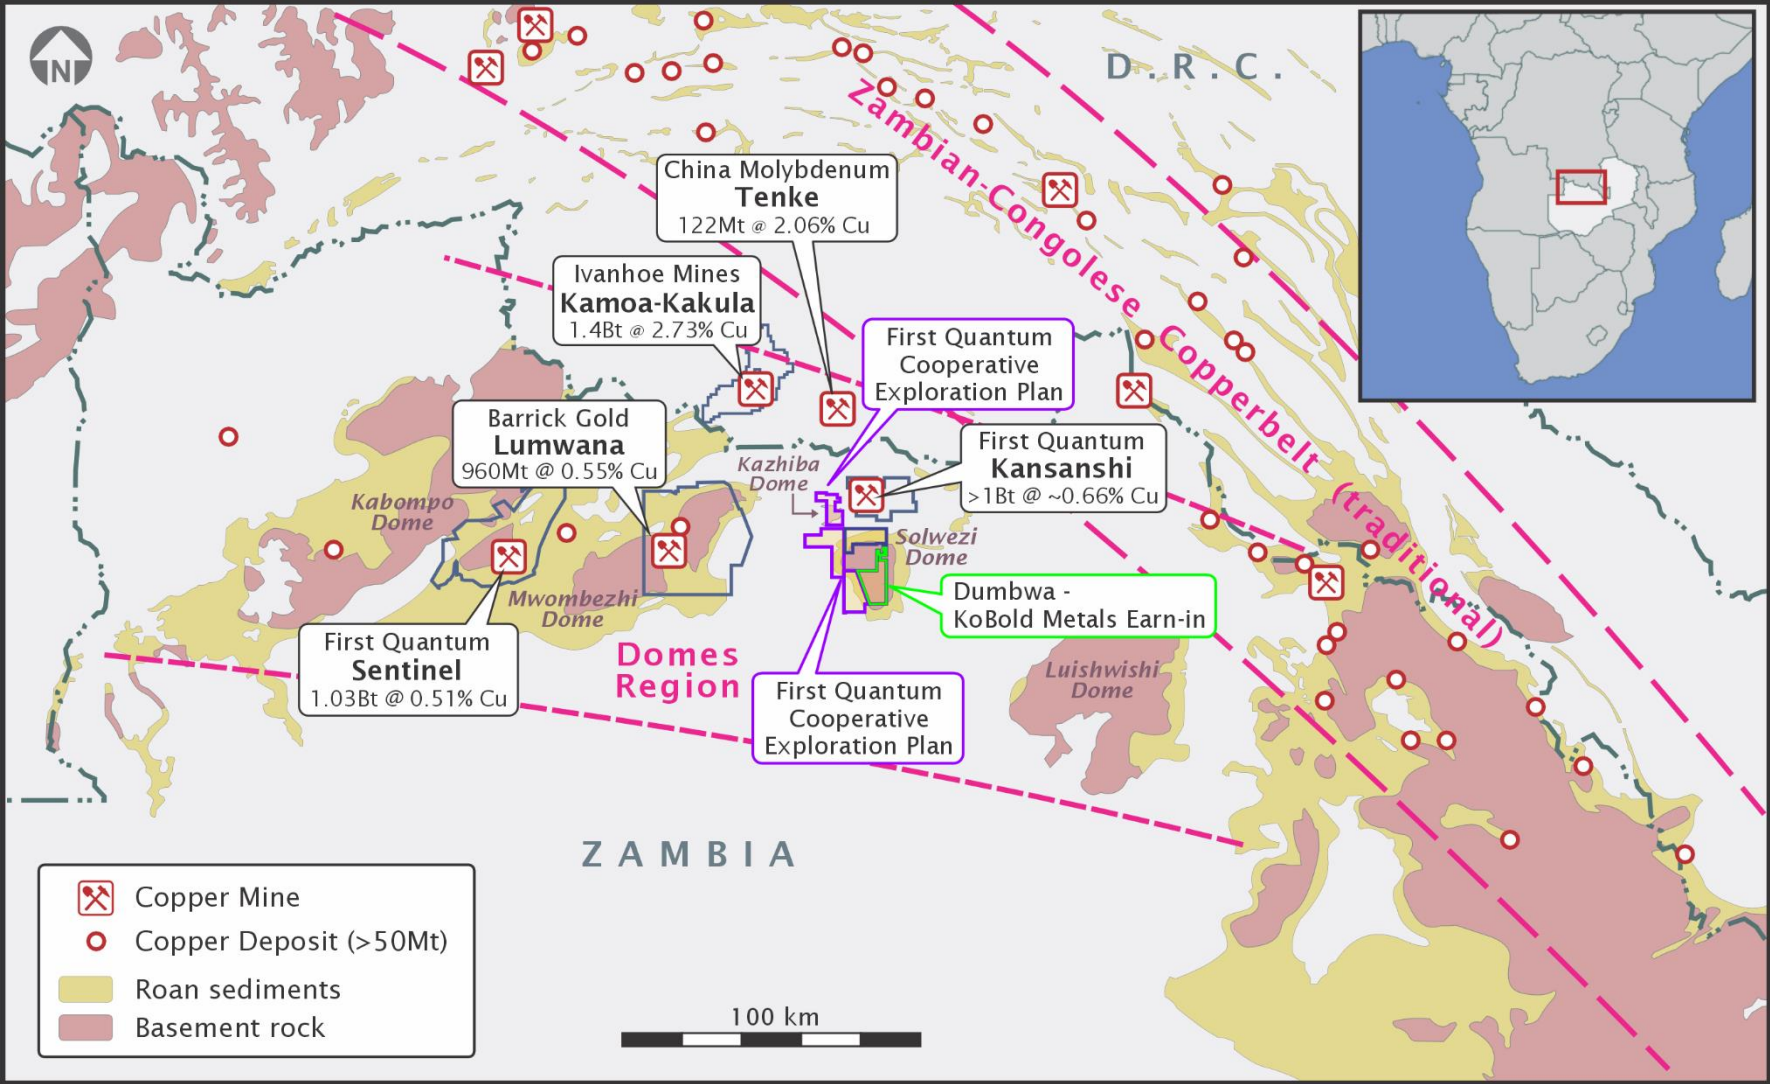 N
D.R.C.
Zambian-Congolese Copperbelt (traditional)
China Molybdenum
Tenke
122Mt @ 2.06% Cu
Ivanhoe Mines
Kamoa-Kakula
1.4Bt @ 2.73% Cu
First Quantum
Cooperative
Exploration Plan
Barrick Gold
Lumwana
960Mt @ 0.55% Cu
First Quantum
Kansanshi
>1Bt @ ~0.66% Cu
Kazhiba
Dome
Kabompo
Dome
Solwezi
Dome
Dumbwa -
KoBold Metals Earn-in
Mwombezhi
Dome
First Quantum
Sentinel
1.03Bt @ 0.51% Cu
Domes
Region
Luishwishi
Dome
First Quantum
Cooperative
Exploration Plan
ZAMBIA
Copper Mine
Copper Deposit (>50Mt)
Roan sediments
Basement rock
100 km